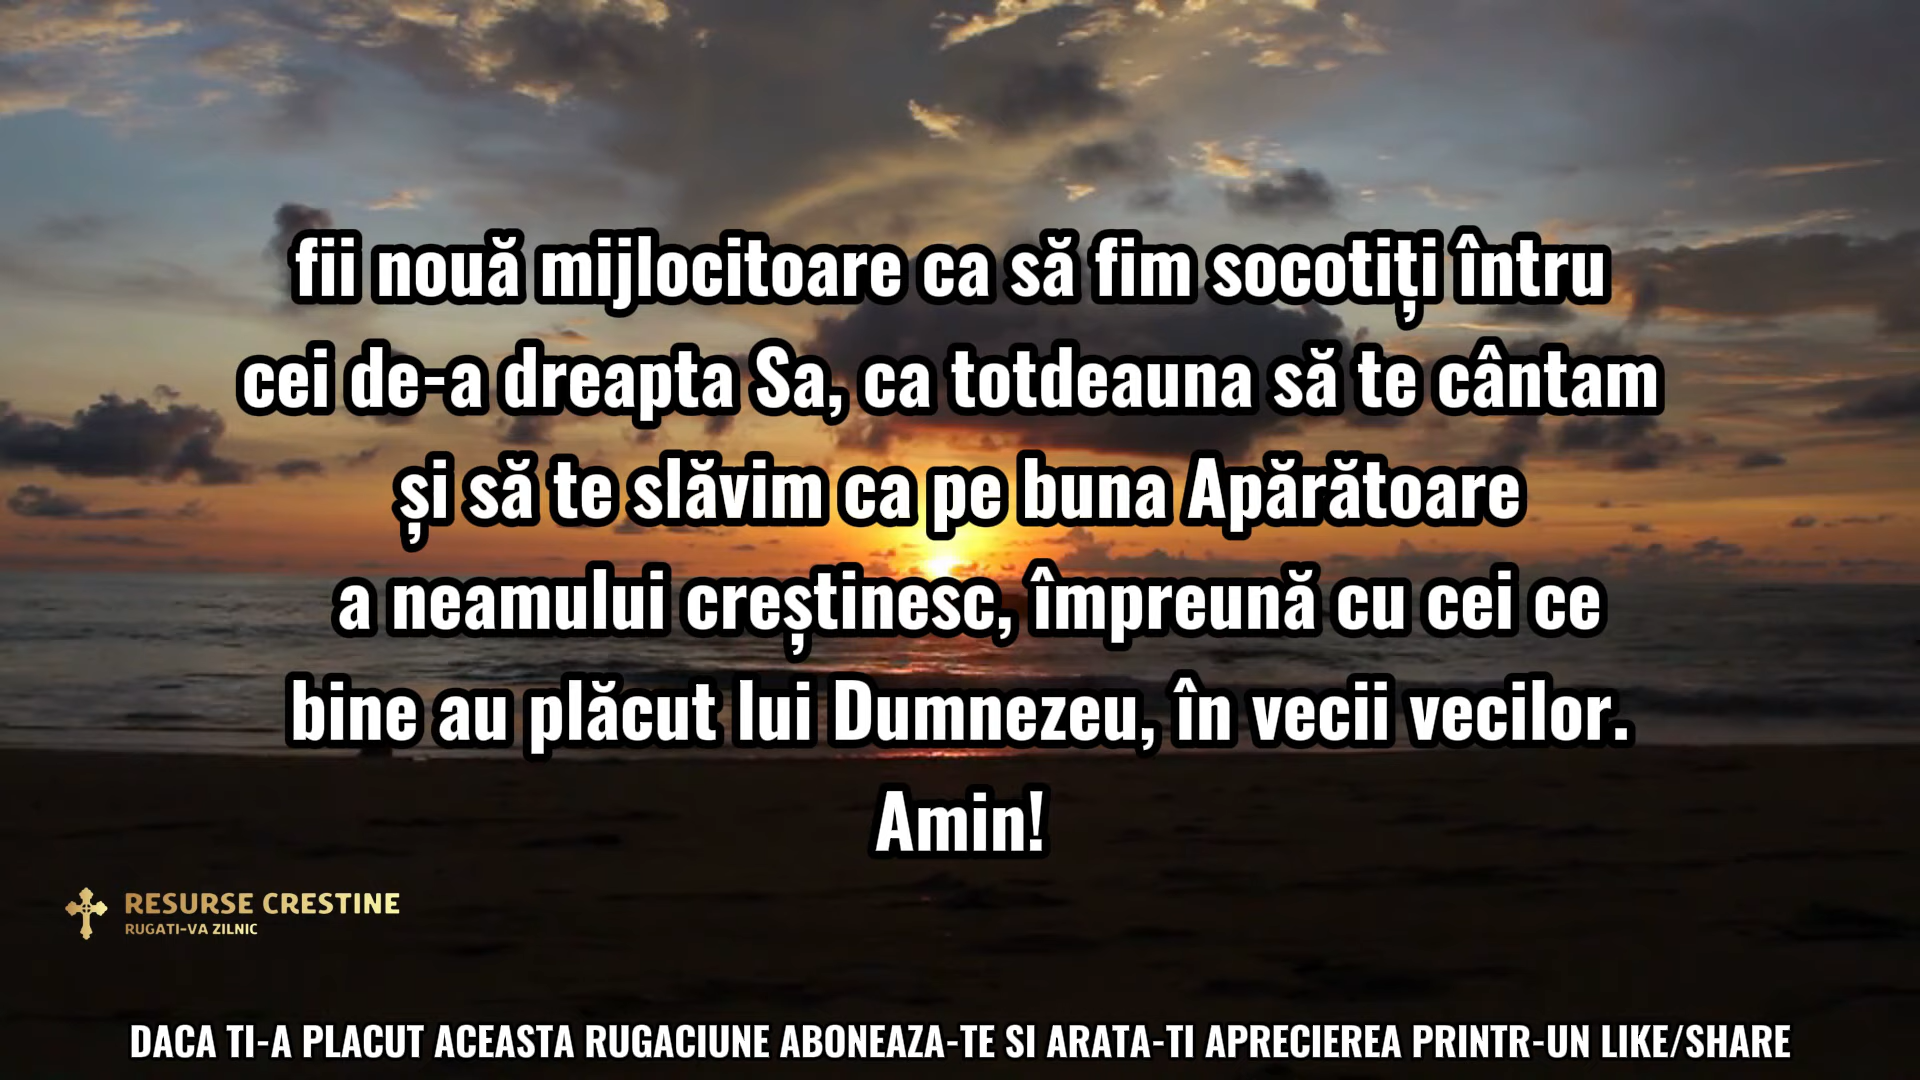 fii nouă mijlocitoare ca să fim socotiți întru
cei de-a dreapta Sa, ca totdeauna să te cântam
și să te slăvim ca pe buna Apărătoare
a neamului creștinesc, împreună cu cei ce
bine au plăcut lui Dumnezeu, în vecii vecilor.
Amin!
RESURSE CRESTINE
RUGATI-VA ZILNIC
DACA TI-A PLACUT ACEASTA RUGACIUNE ABONEAZA-TE SI ARATA-TI APRECIEREA PRINTR-UN LIKE/SHARE